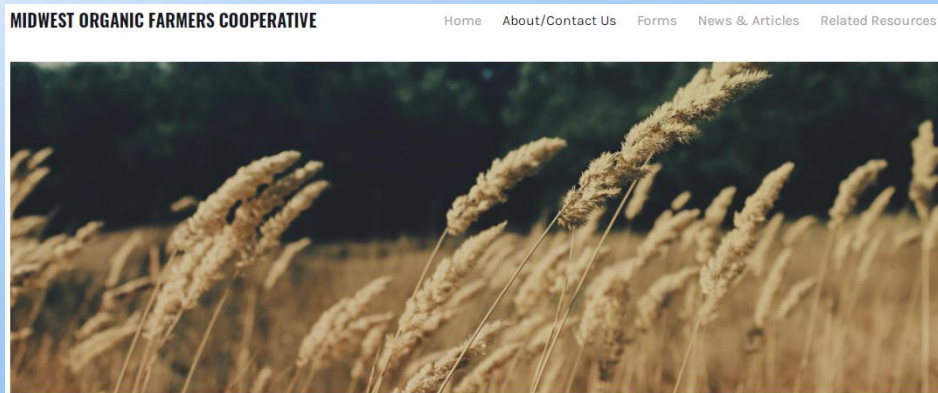 MIDWEST ORGANIC FARMERS COOPERATIVE Home About/Contact Us Forms News & Articles Related Resources